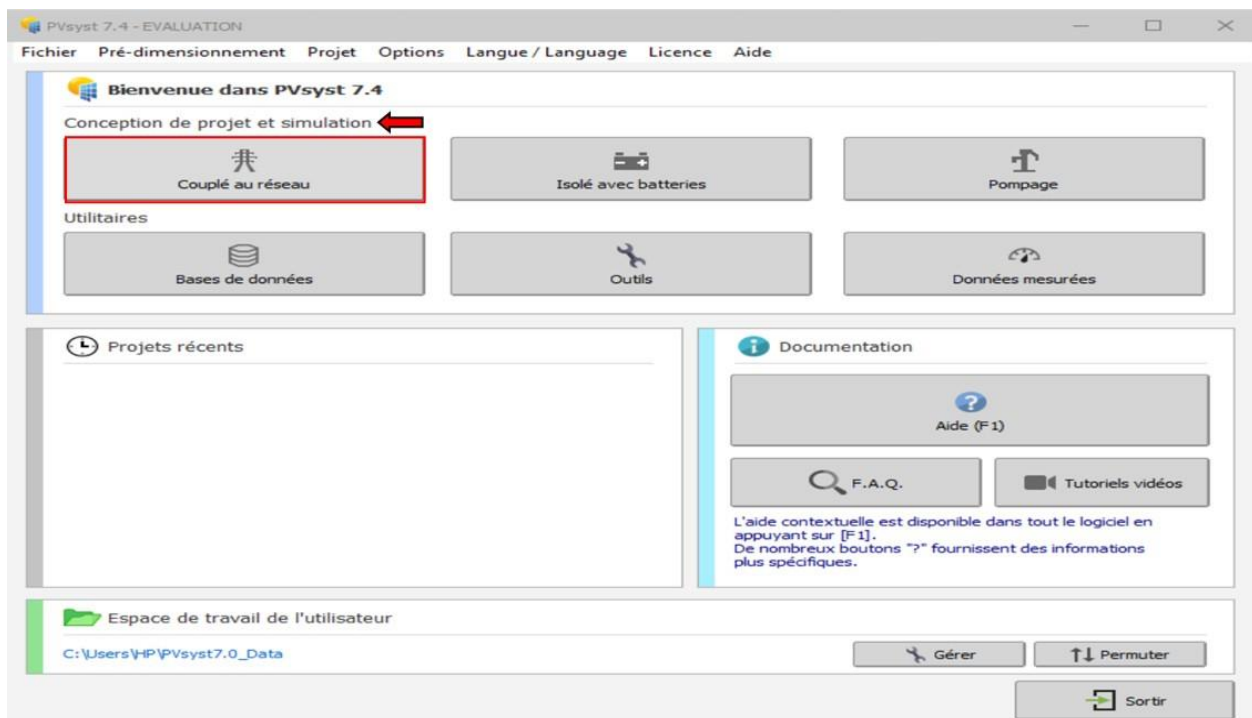 PVsyst 7.4 - EVALUATION
Fichier Pré-dimensionnement Projet Options Langue / Language Licence Aide
Bienvenue dans PVsyst 7.4
Conception de projet et simulation
Couplé au réseau
Isolé avec batteries
Pompage
Utilitaires
Bases de données
Outils
Données mesurées
Projets récents
Documentation
Aide (F1)
F.A.Q.
Tutoriels vidéos
L'aide contextuelle est disponible dans tout le logiciel en
appuyant sur [F1].
De nombreux boutons "?" fournissent des informations
plus spécifiques.
Espace de travail de l'utilisateur
C:\Users\HP\PVsyst7.0_Data
Gérer
Permuter
Sortir